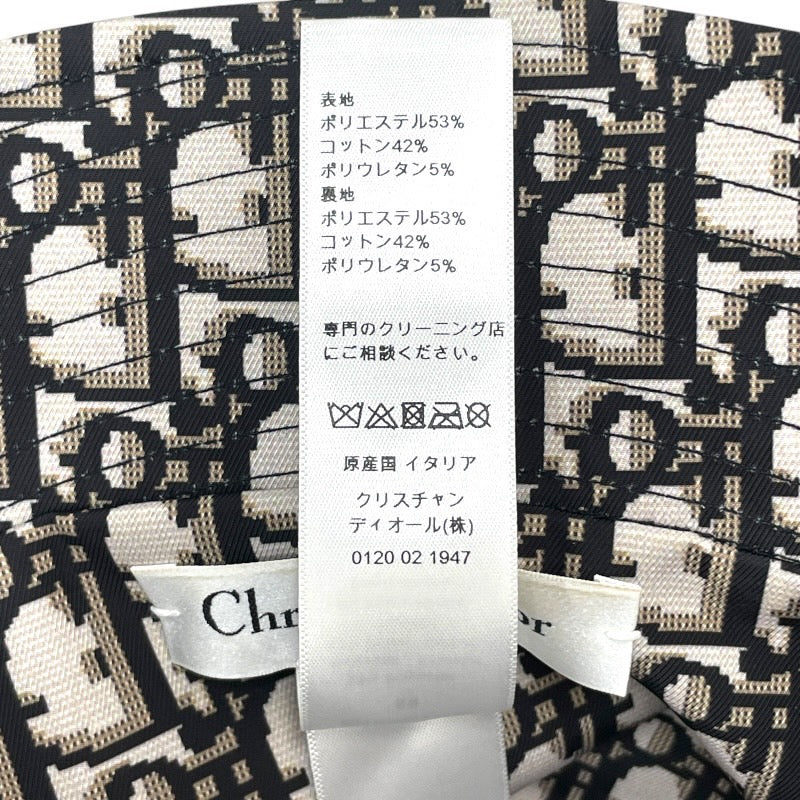 表地
ポリエステル53%
コットン42%
ポリウレタン5%
裏地
ポリエステル53%
コットン42%
ポリウレタン5%
専門のクリーニング店
にご相談ください。
原産国 イタリア
クリスチャン
ディオール(株)
0120 02 1947